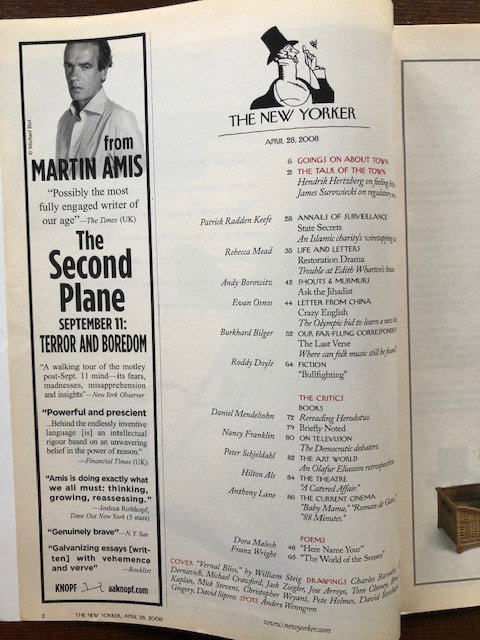 © Michael Birt
from
MARTIN AMIS
"Possibly the most
fully engaged writer of
our age"—The Times (UK)
The
Second
Plane
SEPTEMBER 11:
TERROR AND BOREDOM
"A walking tour of the motley
post-Sept. 11 mind—its fears,
madnesses, misapprehension
and insights"—New York Observer
"Powerful and prescient
...Behind the endlessly inventive
language [is] an intellectual
rigour based on an unwavering
belief in the power of reason."
—Financial Times (UK)
"Amis is doing exactly what
we all must: thinking,
growing, reassessing."
—Joshua Rothkopf,
Time Out New York (5 stars)
"Genuinely brave"—N.Y. Sun
"Galvanizing essays [writ-
ten] with vehemence
and verve" —Booklist
KNOPF aaknopf.com
THE NEW YORKER
APRIL 28, 2008
6 GOINGS ON ABOUT TOWN
21 THE TALK OF THE TOWN
Hendrik Hertzberg on feeling
James Surowiecki on regulatory
Patrick Radden Keefe 28 ANNALS OF SURVEILLANCE
State Secrets
An Islamic charity's wiretapping
Rebecca Mead 35 LIFE AND LETTERS
Restoration Drama
Trouble at Edith Wharton's
Andy Borowitz 42 SHOUTS & MURMURS
Ask the Jihadist
Evan Osnos 44 LETTER FROM CHINA
Crazy English
The Olympic bid to learn a
Burkhard Bilger 52 OUR FAR-FLUNG
The Last Verse
Where can folk music still be
Roddy Doyle 64 FICTION
"Bullfighting"
THE CRITICS
BOOKS
Daniel Mendelsohn 72 Rereading Herodotus.
79 Briefly Noted
Nancy Franklin 80 ON TELEVISION
The Democratic debates.
Peter Schjeldahl 82 THE ART WORLD
An Olafur Eliasson
Hilton Als 84 THE THEATRE
"A Catered Affair."
Anthony Lane 86 THE CURRENT CINEMA
"Baby Mama," "Roman de Gare,"
"88 Minutes."
POEMS
Dora Malech 48 "Here Name Your"
Franz Wright 63 "The World of the Senses"
COVER "Vernal Bliss," by William Steig DRAWINGS Charles
Dernavich, Michael Crawford, Jack Ziegler, Joe Arroyo, Tom Cheney,
Kaplan, Mick Stevens, Christopher Weyant, Pete Holmes, David
Gregory, David Sipress SPOTS Anders Wenngren
2 THE NEW YORKER, APRIL 28, 2008
www.newyorker.com